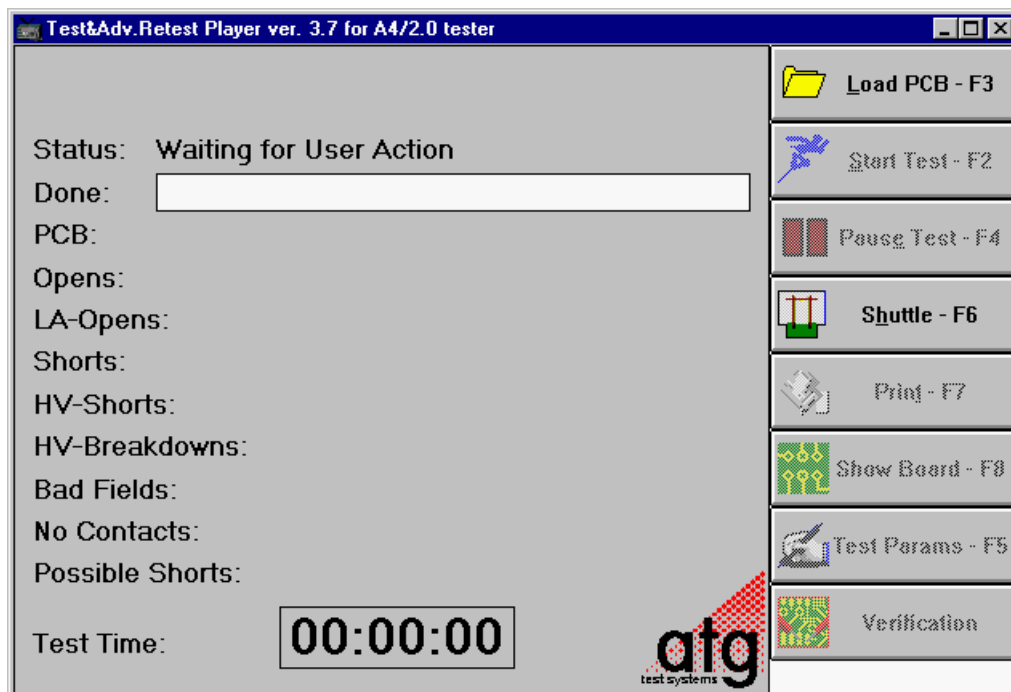 Test&Adv.Retest Player ver. 3.7 for A4/2.0 tester
Status: Waiting for User Action
Done:
PCB:
Opens:
LA-Opens:
Shorts:
HV-Shorts:
HV-Breakdowns:
Bad Fields:
No Contacts:
Possible Shorts:
Test Time: 00:00:00
atg
test systems
Load PCB - F3
Start Test - F2
Pause Test - F4
Shuttle - F6
Print - F7
Show Board - F8
Test Params - F5
Verification